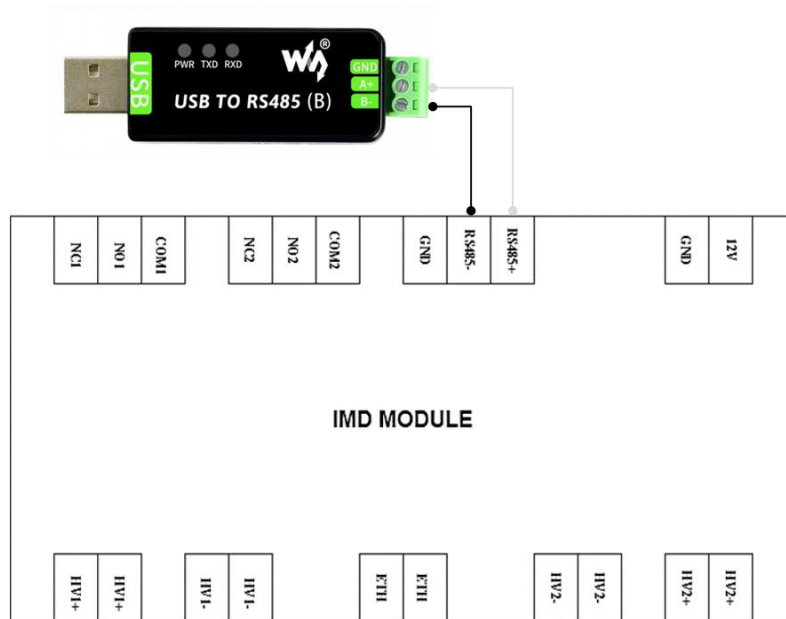 USB
PWR TXD RXD
WA®
USB TO RS485 (B)
GND
A+
B-
NC1 NO1 COM1 NC2 NO2 COM2 GND RS485- RS485+ GND 12V
IMD MODULE
HV1+ HV1+ HV1- HV1- ETH ETH HV2- HV2- HV2+ HV2+